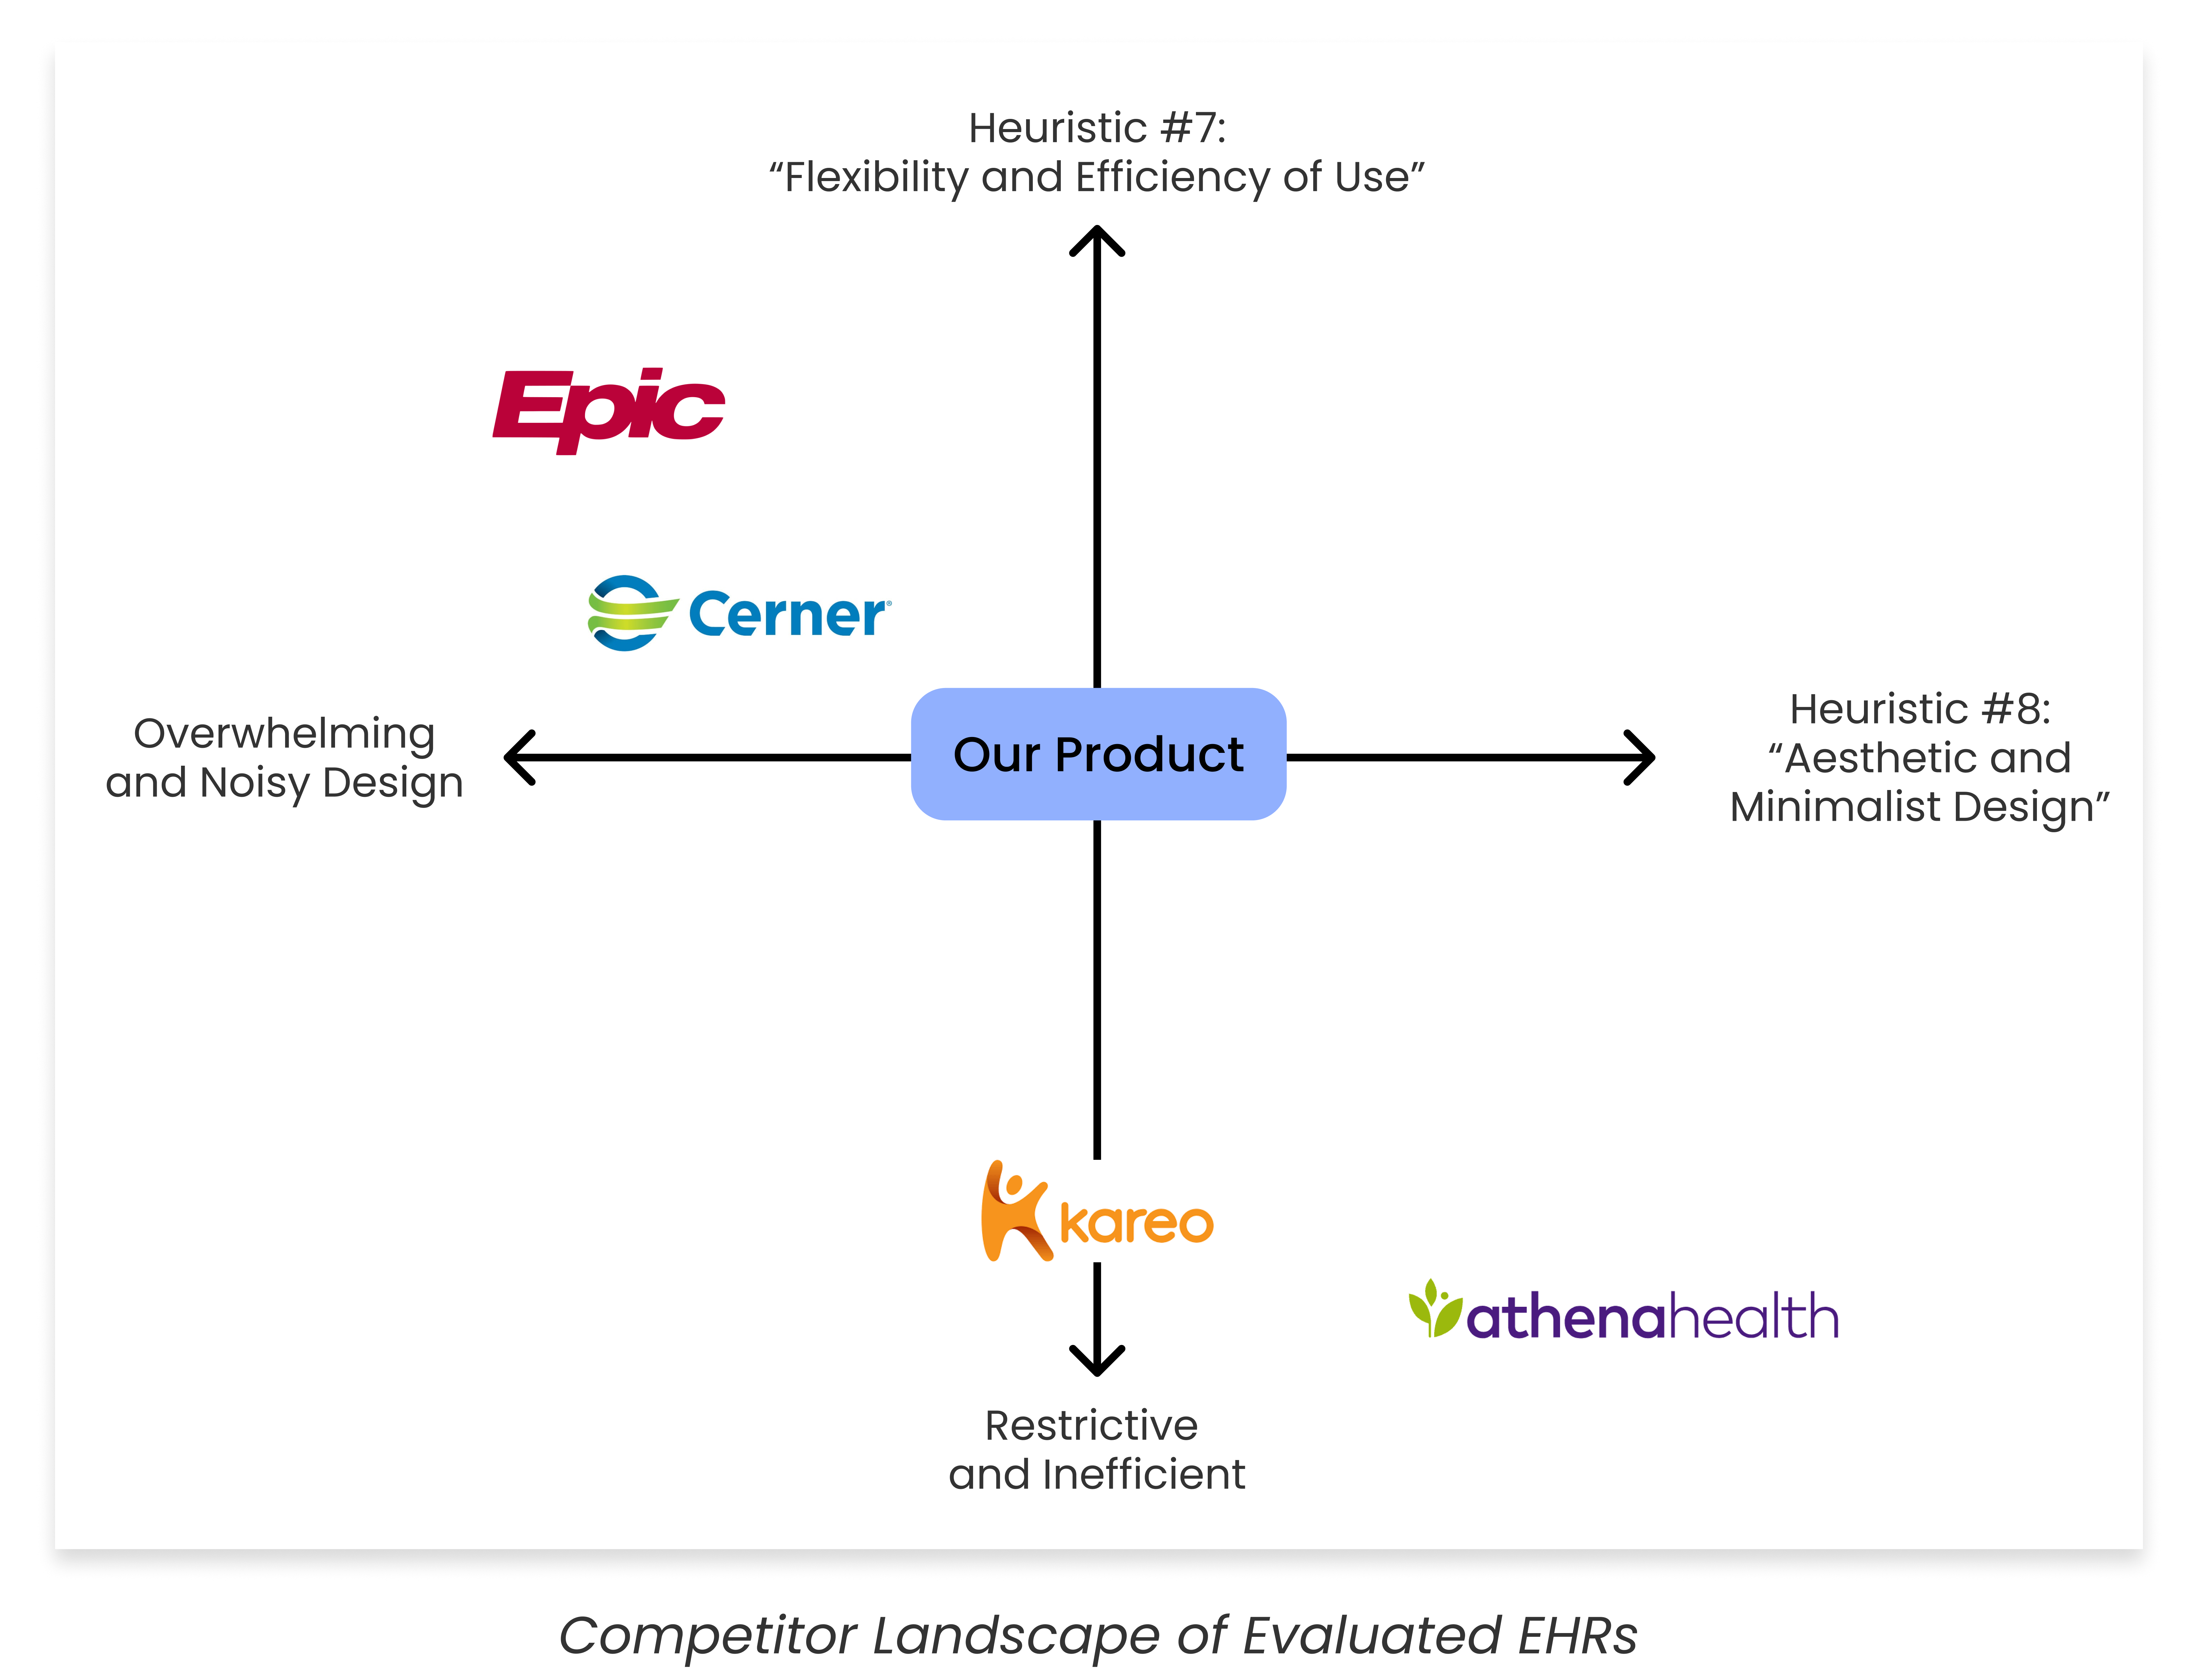 Heuristic #7:
“Flexibility and Efficiency of Use”
Epic
Cerner®
Overwhelming
and Noisy Design
Our Product
Heuristic #8:
“Aesthetic and
Minimalist Design”
kareo
athenahealth
Restrictive
and Inefficient
Competitor Landscape of Evaluated EHRs